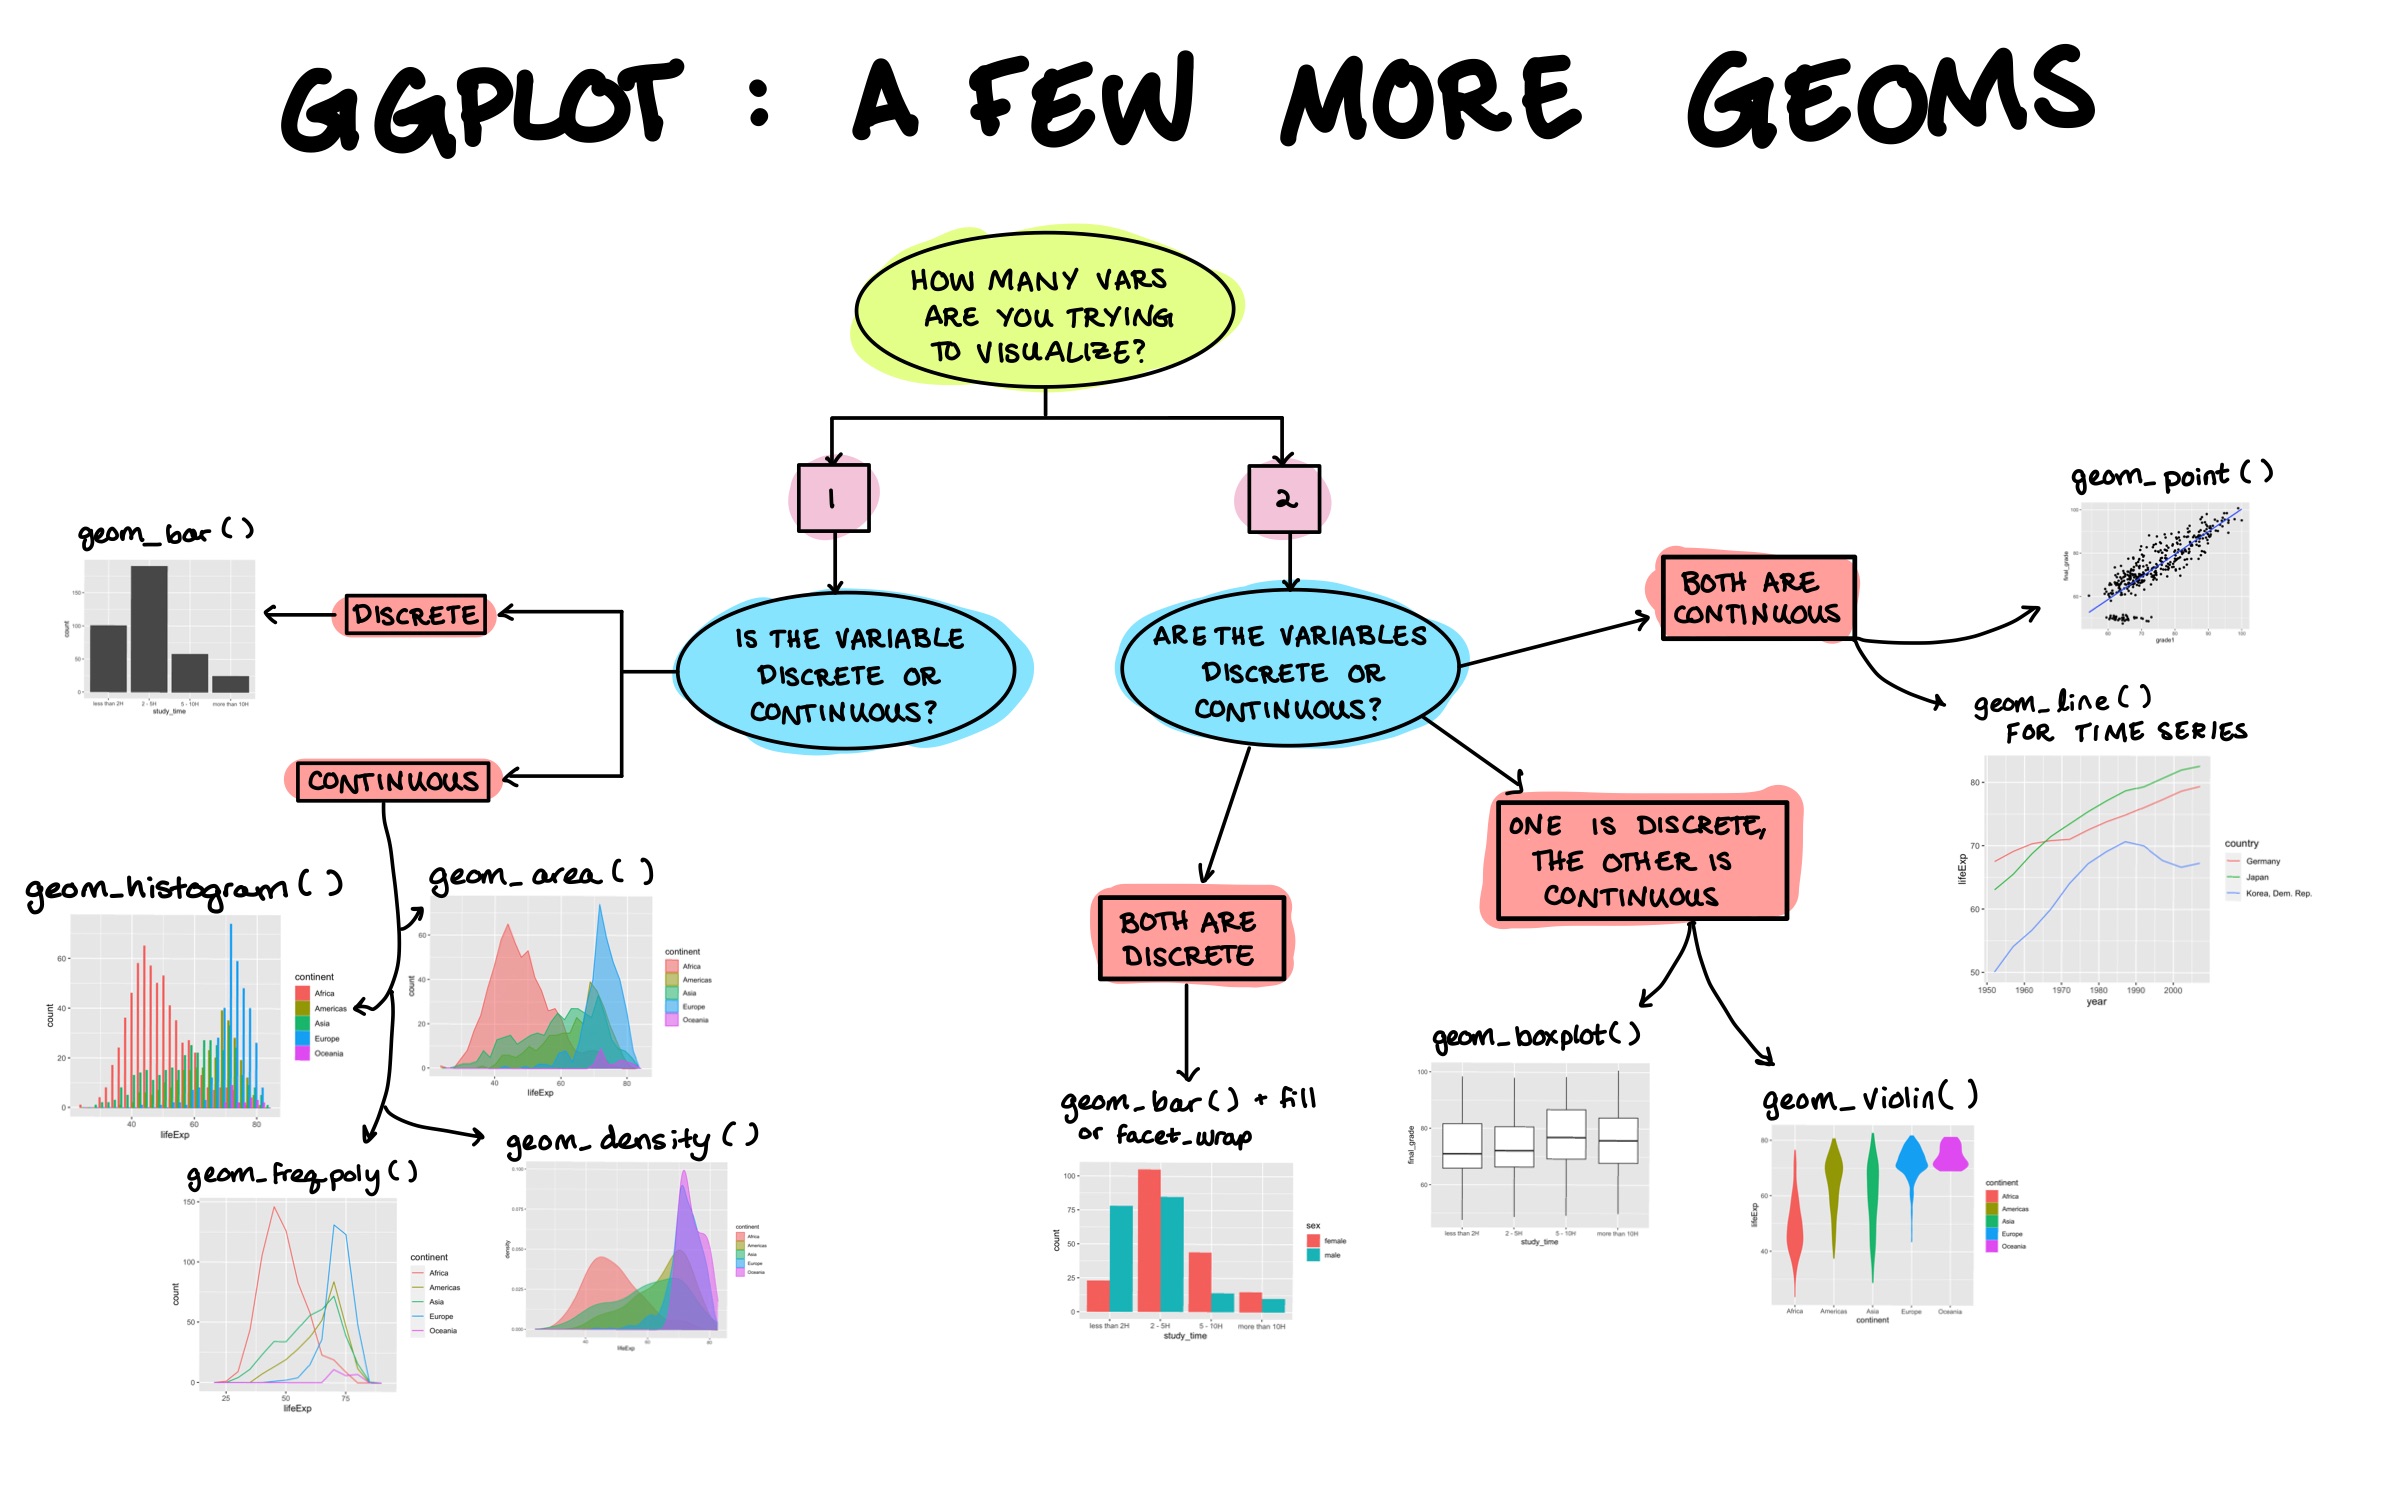 GGPLOT : A FEW MORE GEOMS
HOW MANY VARS
ARE YOU TRYING
TO VISUALIZE?
1
2
IS THE VARIABLE
DISCRETE OR
CONTINUOUS?
DISCRETE
geom_bar()
150
100
50
0
count
less than 2H
2 - 5H
5 - 10H
more than 10H
study_time
CONTINUOUS
geom_histogram()
60
40
20
0
count
40
60
80
lifeExp
continent
Africa
Americas
Asia
Europe
Oceania
geom_area()
60
40
20
0
count
40
60
80
lifeExp
continent
Africa
Americas
Asia
Europe
Oceania
geom_freqpoly()
150
100
50
0
count
25
50
75
lifeExp
continent
Africa
Americas
Asia
Europe
Oceania
geom_density()
0.100
0.075
0.050
0.025
0.000
density
40
60
80
lifeExp
continent
Africa
Americas
Asia
Europe
Oceania
ARE THE VARIABLES
DISCRETE OR
CONTINUOUS?
BOTH ARE
DISCRETE
geom_bar() + fill
or facet_wrap
100
75
50
25
0
count
less than 2H
2 - 5H
5 - 10H
more than 10H
study_time
sex
female
male
ONE IS DISCRETE,
THE OTHER IS
CONTINUOUS
geom_boxplot()
100
80
60
final_grade
less than 2H
2 - 5H
5 - 10H
more than 10H
study_time
geom_violin()
80
60
40
lifeExp
Africa
Americas
Asia
Europe
Oceania
continent
continent
Africa
Americas
Asia
Europe
Oceania
BOTH ARE
CONTINUOUS
geom_point()
100
80
60
final_grade
60
70
80
90
100
grade1
geom_line()
FOR TIME SERIES
80
70
60
50
lifeExp
1950
1960
1970
1980
1990
2000
year
country
Germany
Japan
Korea, Dem. Rep.